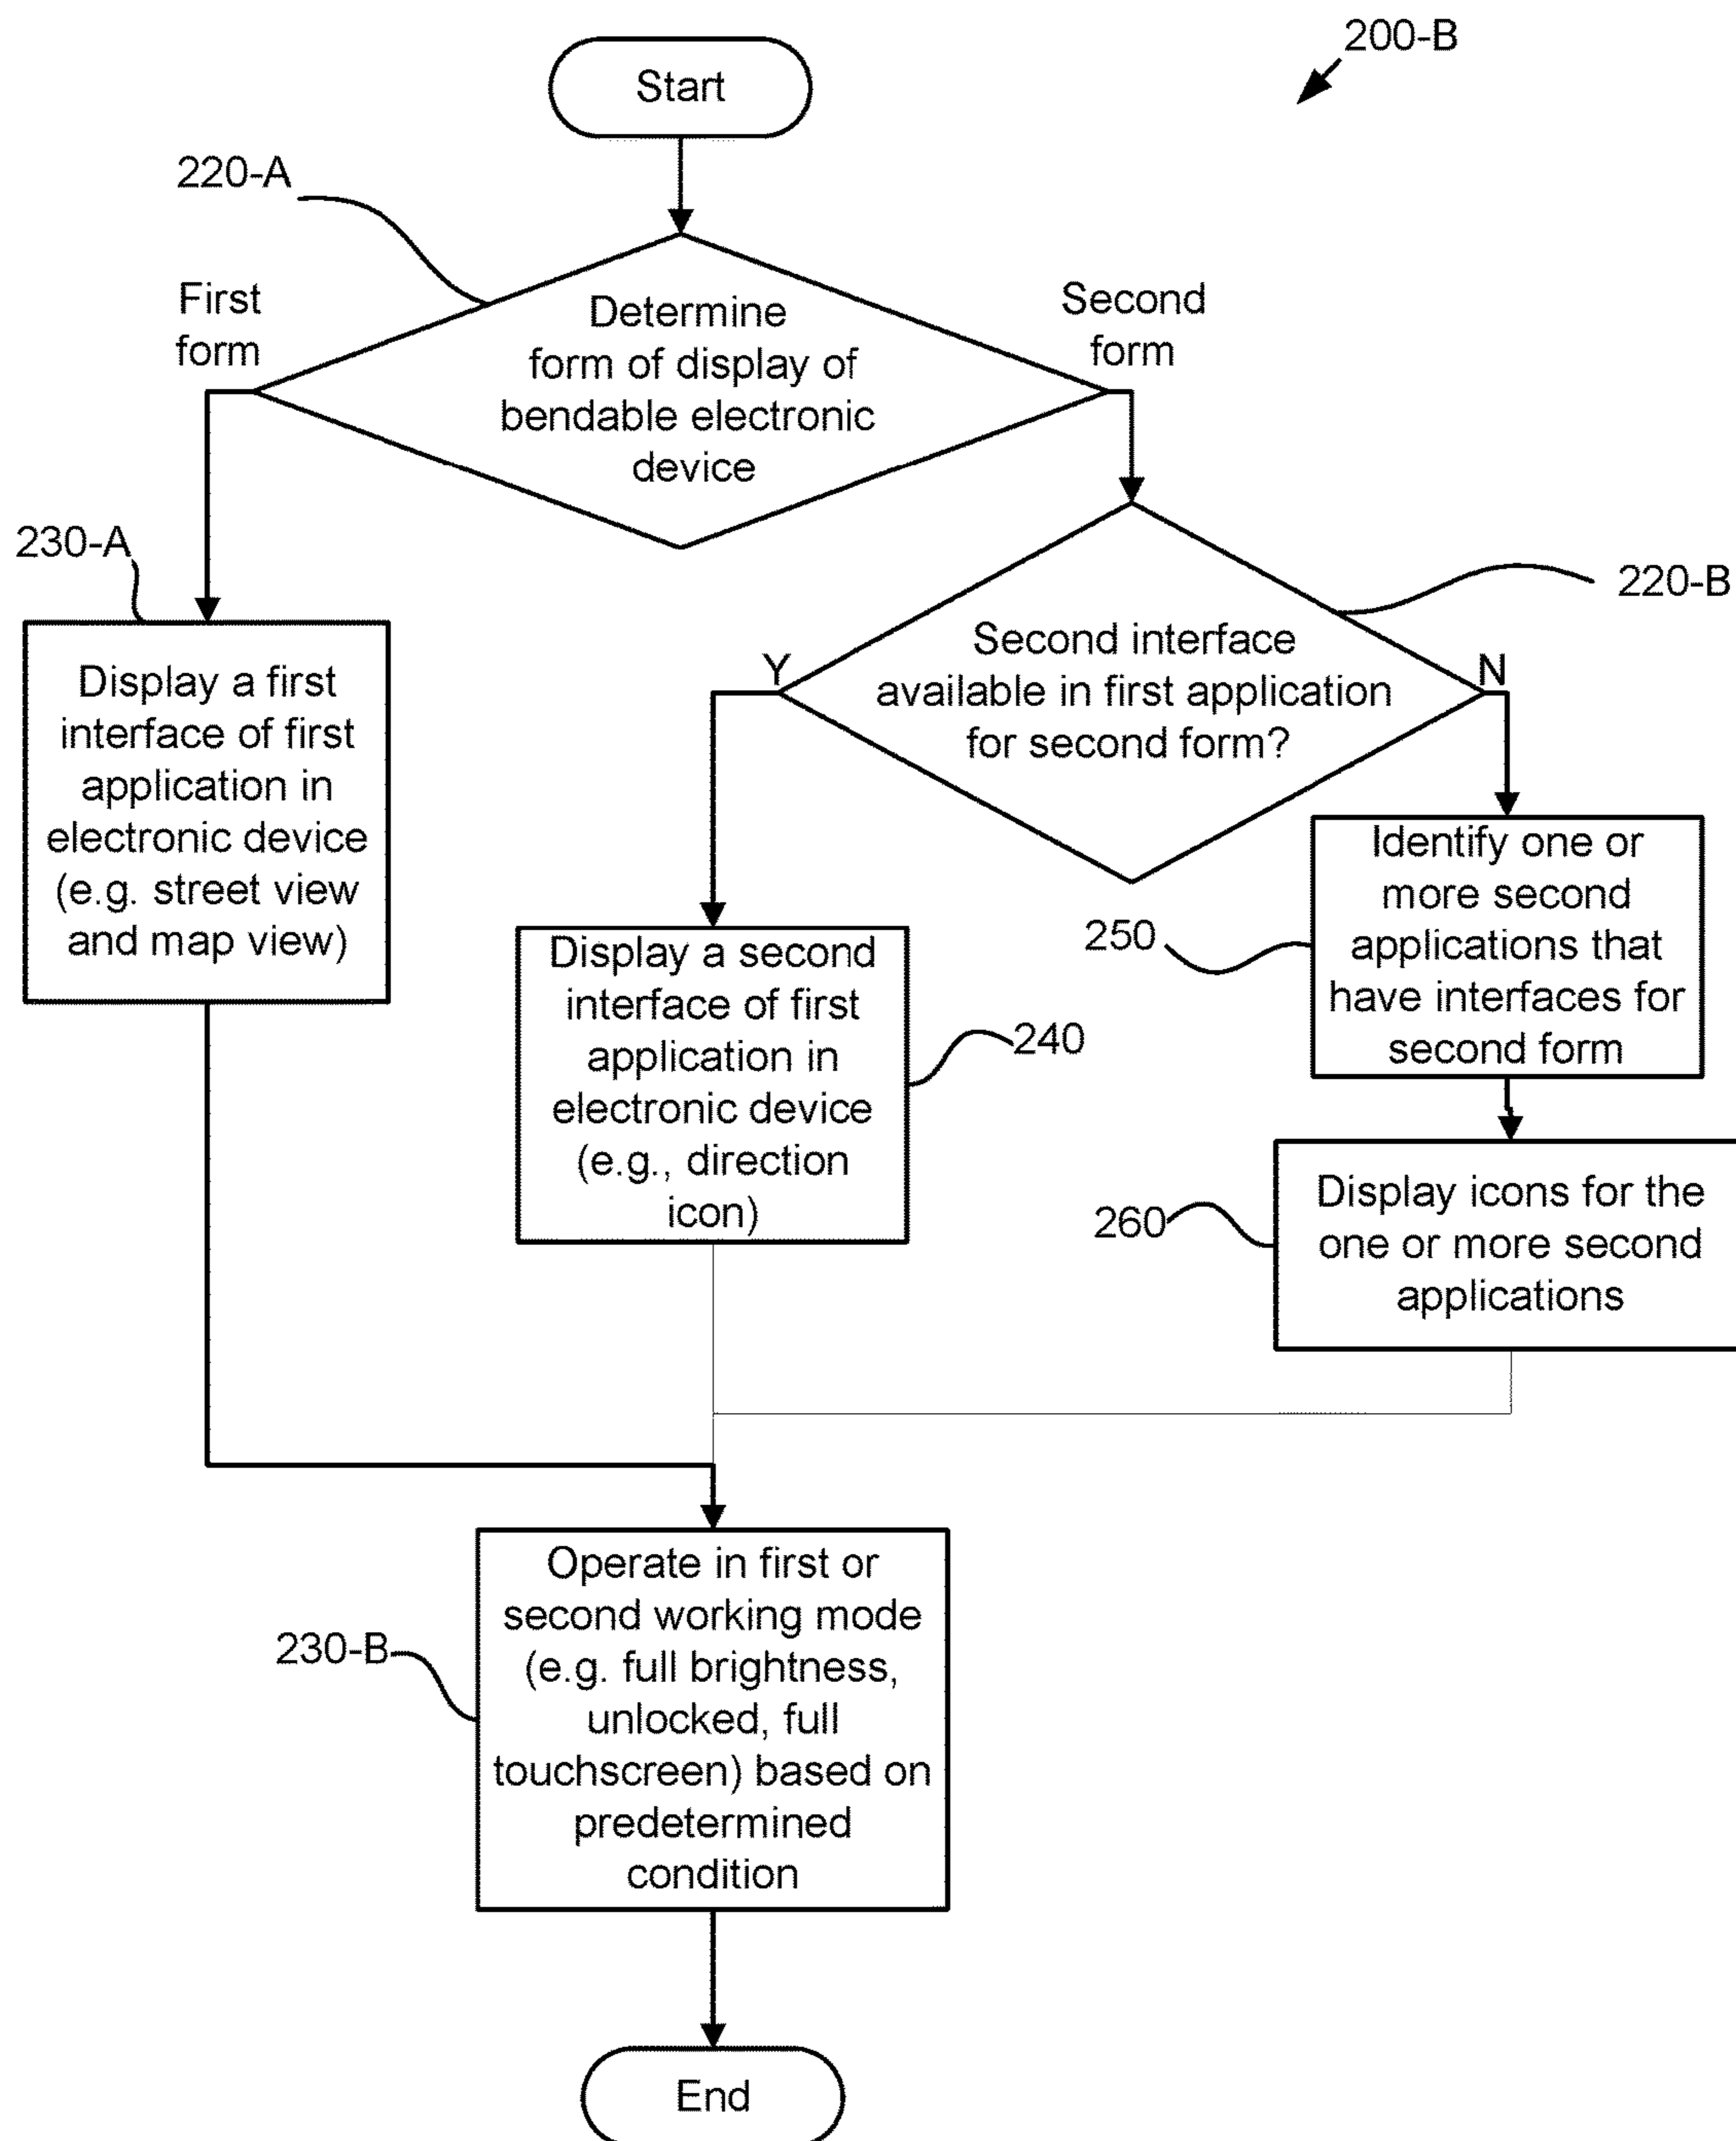 200-B
Start
220-A
First
form
Determine
form of display of
bendable electronic
device
Second
form
230-A
220-B
Display a first
interface of first
application in
electronic device
(e.g. street view
and map view)
Y
Second interface
available in first application
for second form?
N
Identify one or
more second
applications that
have interfaces for
second form
250
Display a second
interface of first
application in
electronic device
(e.g., direction
icon)
240
260
Display icons for the
one or more second
applications
230-B
Operate in first or
second working mode
(e.g. full brightness,
unlocked, full
touchscreen) based on
predetermined
condition
End